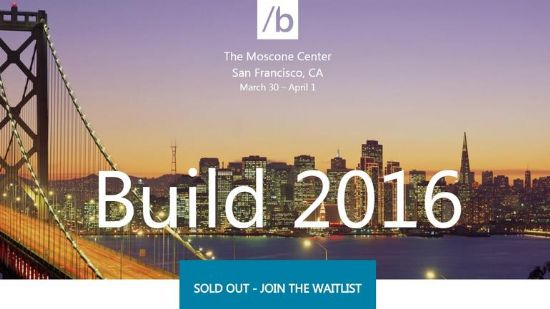 /b
The Moscone Center
San Francisco, CA
March 30 – April 1
Build 2016
SOLD OUT - JOIN THE WAITLIST